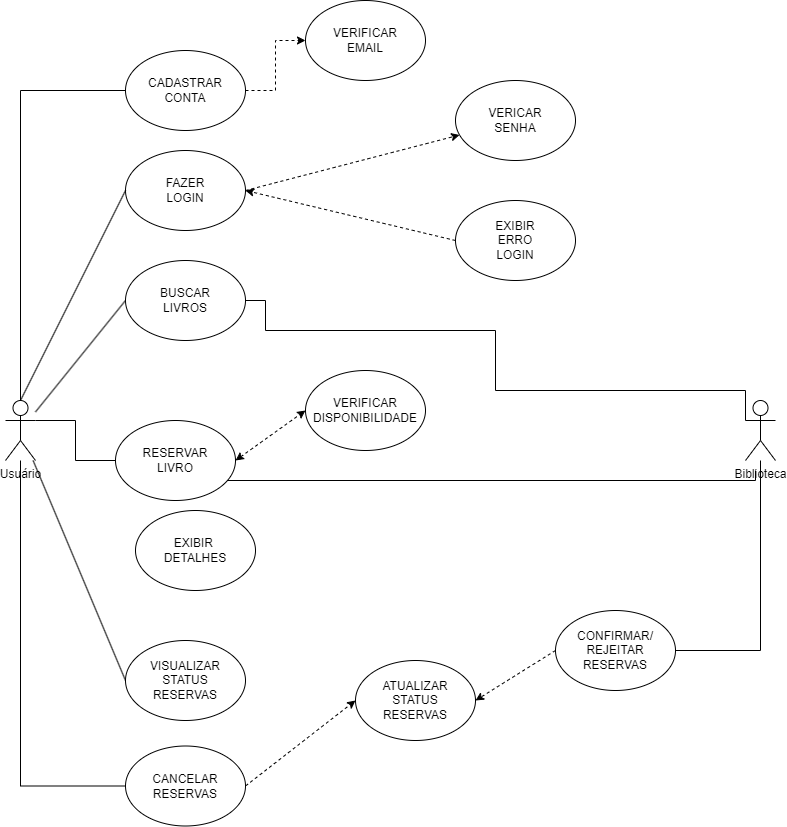 VERIFICAR
EMAIL
CADASTRAR
CONTA
VERICAR
SENHA
FAZER
LOGIN
EXIBIR
ERRO
LOGIN
BUSCAR
LIVROS
VERIFICAR
DISPONIBILIDADE
RESERVAR
LIVRO
Usuário
Biblioteca
EXIBIR
DETALHES
CONFIRMAR/
REJEITAR
RESERVAS
VISUALIZAR
STATUS
RESERVAS
ATUALIZAR
STATUS
RESERVAS
CANCELAR
RESERVAS